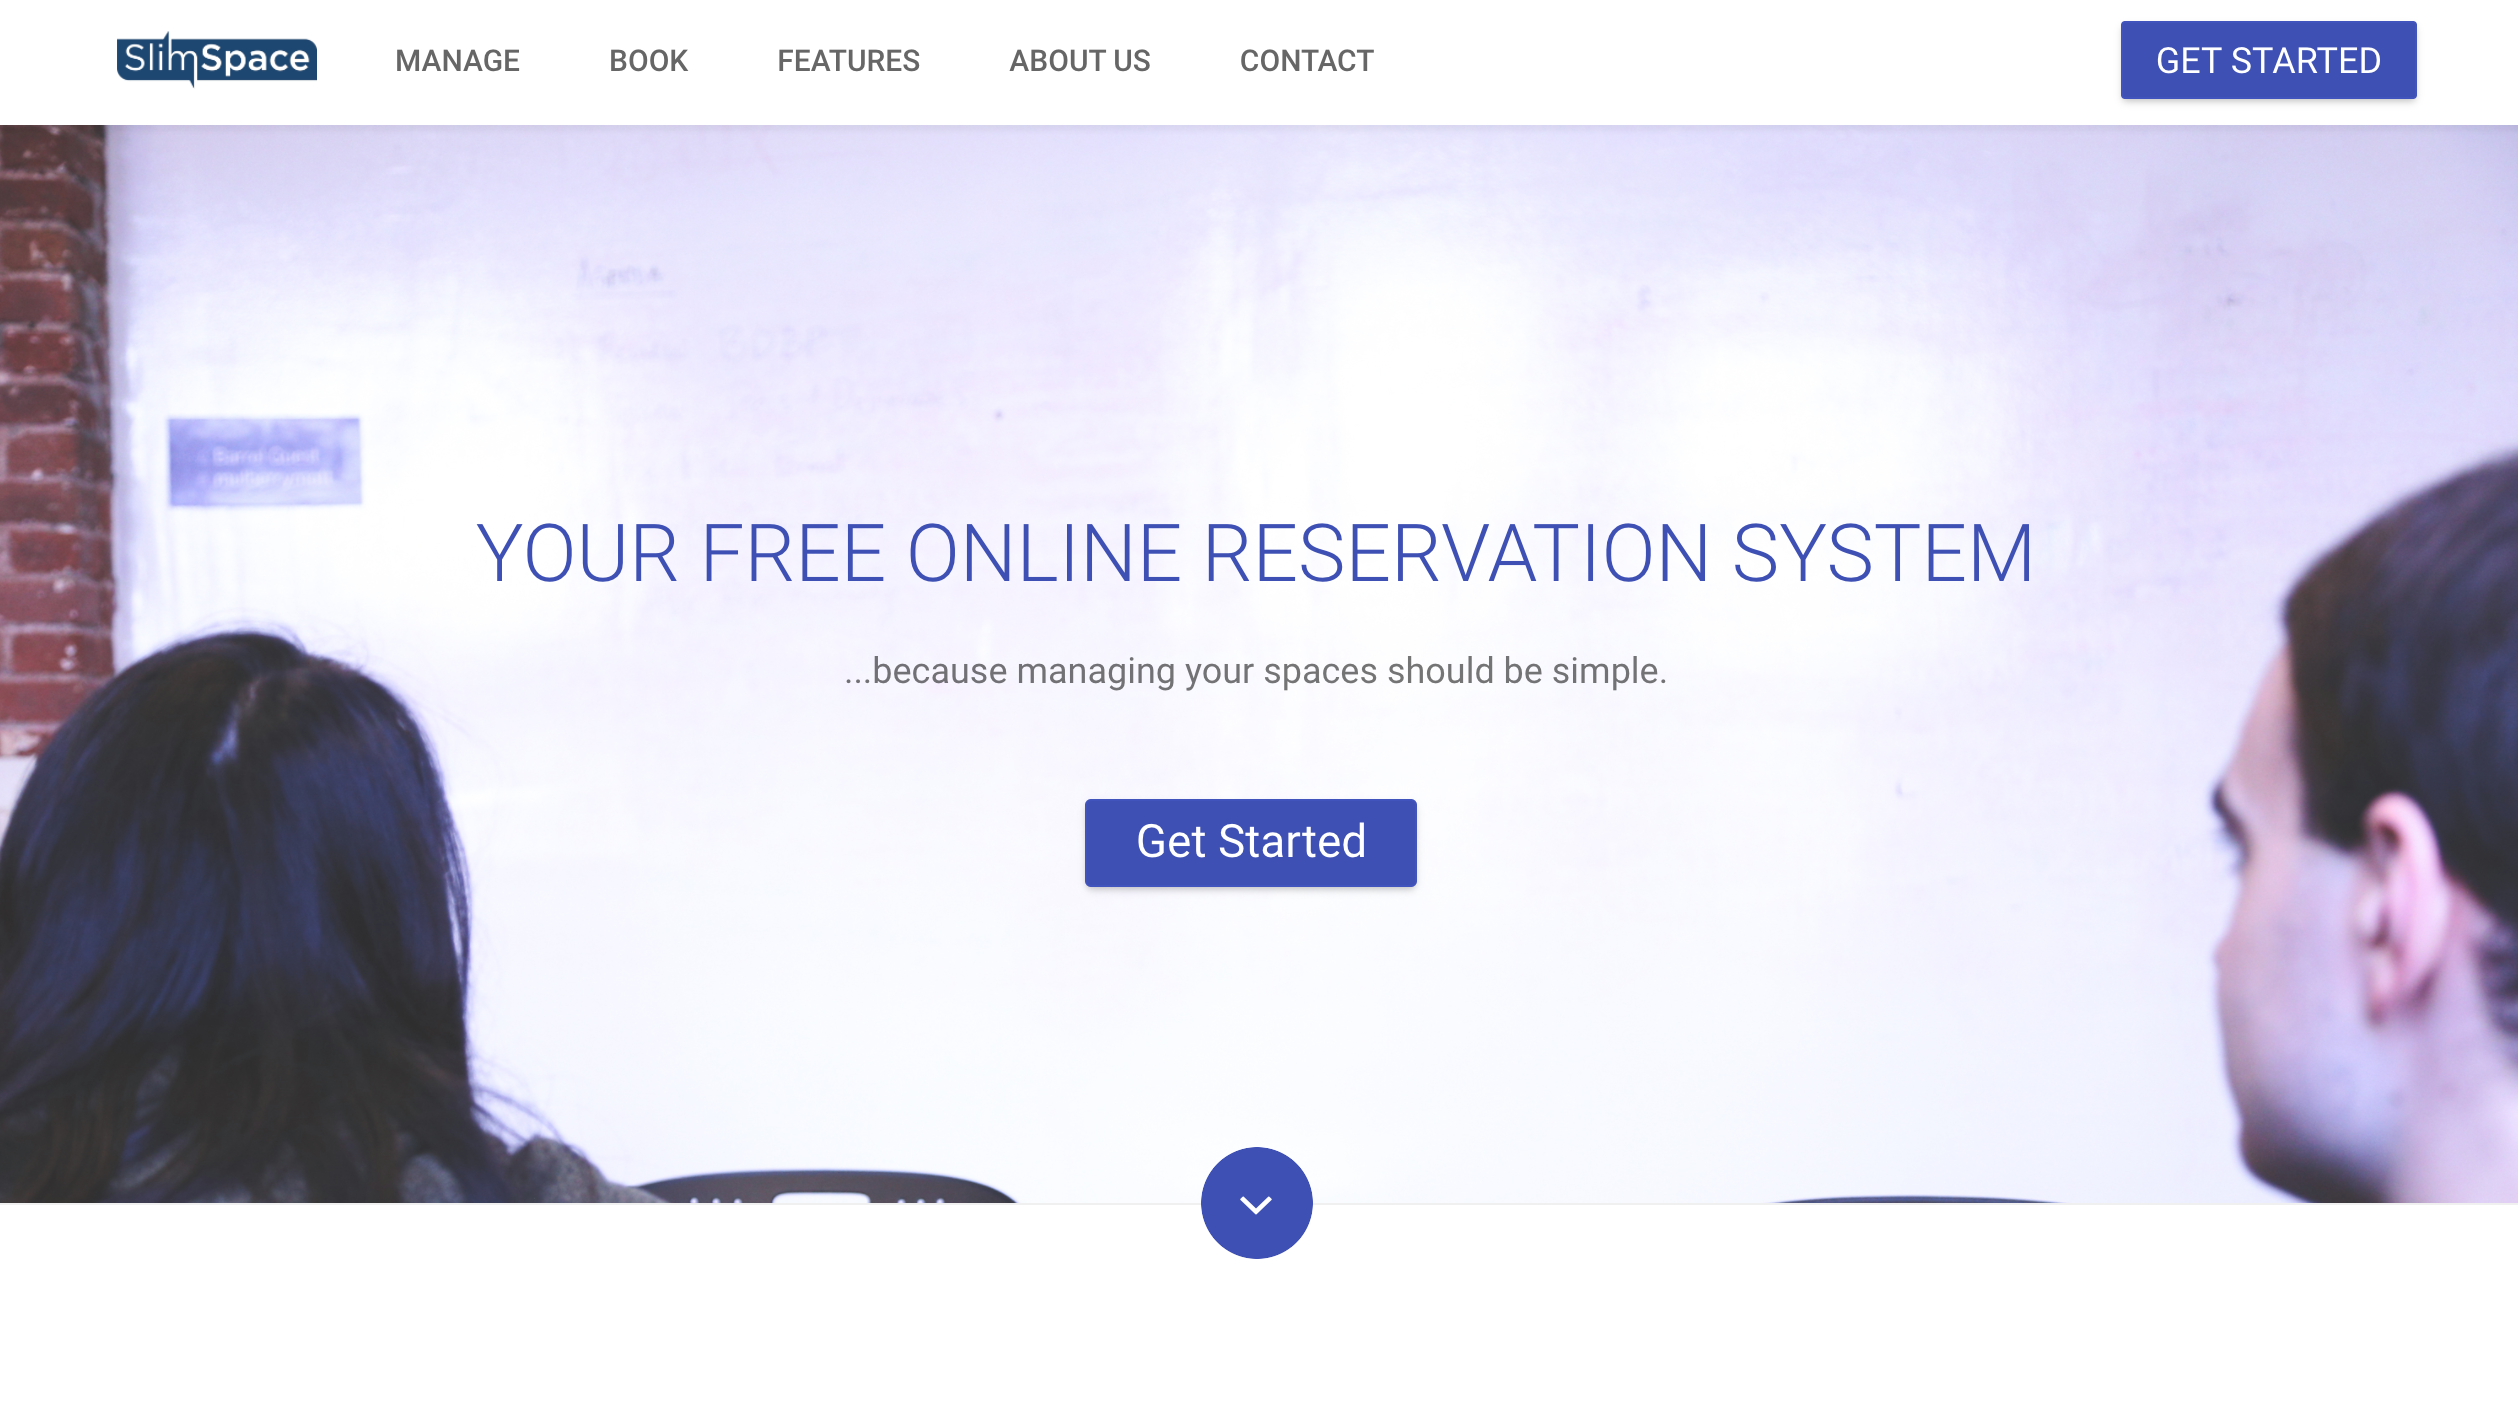 SlimSpace
MANAGE
BOOK
FEATURES
ABOUT US
CONTACT
GET STARTED
YOUR FREE ONLINE RESERVATION SYSTEM
...because managing your spaces should be simple.
Get Started